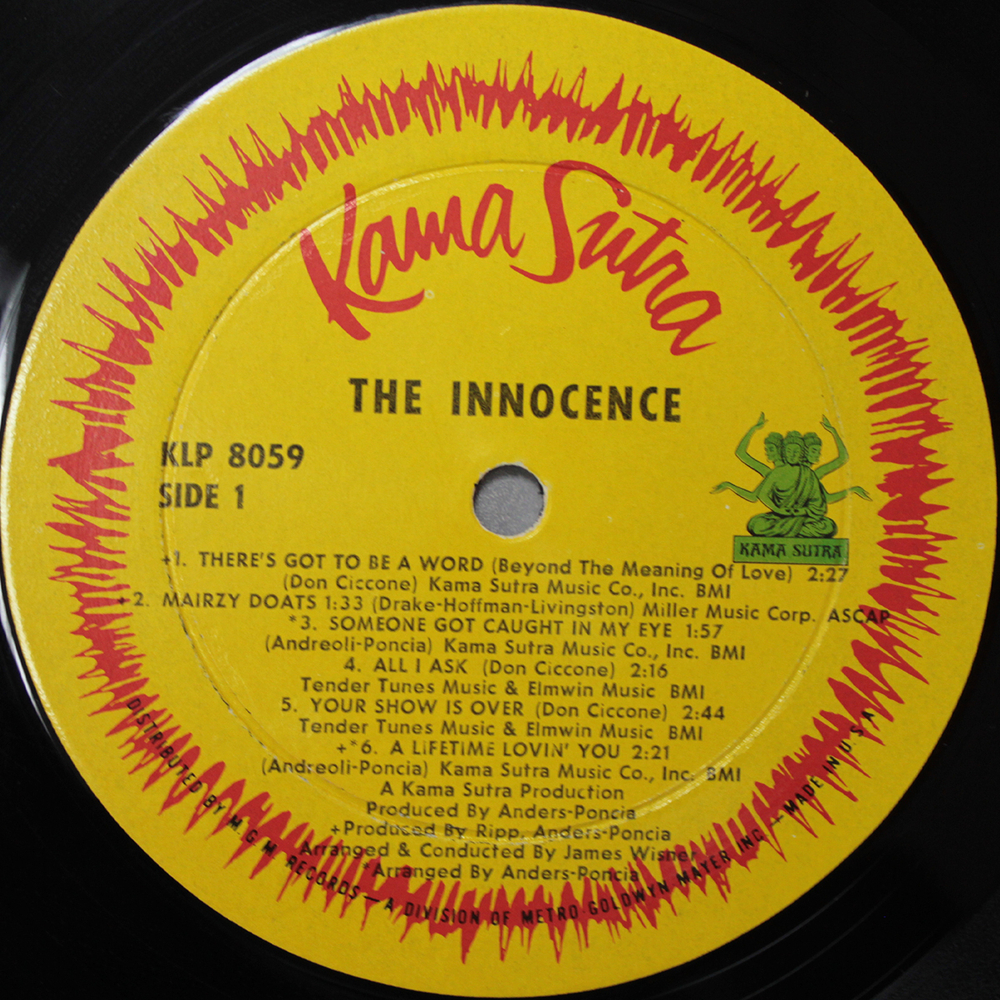 Kama Sutra
THE INNOCENCE
KLP 8059
SIDE 1
KAMA SUTRA
+1. THERE'S GOT TO BE A WORD (Beyond The Meaning Of Love) 2:27
(Don Ciccone) Kama Sutra Music Co., Inc. BMI
+2. MAIRZY DOATS 1:33 (Drake-Hoffman-Livingston) Miller Music Corp. ASCAP
*3. SOMEONE GOT CAUGHT IN MY EYE 1:57
(Andreoli-Poncia) Kama Sutra Music Co., Inc. BMI
4. ALL I ASK (Don Ciccone) 2:16
Tender Tunes Music & Elmwin Music BMI
5. YOUR SHOW IS OVER (Don Ciccone) 2:44
Tender Tunes Music & Elmwin Music BMI
+*6. A LIFETIME LOVIN' YOU 2:21
(Andreoli-Poncia) Kama Sutra Music Co., Inc. BMI
A Kama Sutra Production
Produced By Anders-Poncia
+Produced By Ripp, Anders-Poncia
Arranged & Conducted By James Wisner
*Arranged By Anders-Poncia
DISTRIBUTED BY M.G.M. RECORDS—A DIVISION OF METRO GOLDWYN MAYER INC. + MADE IN U.S.A.